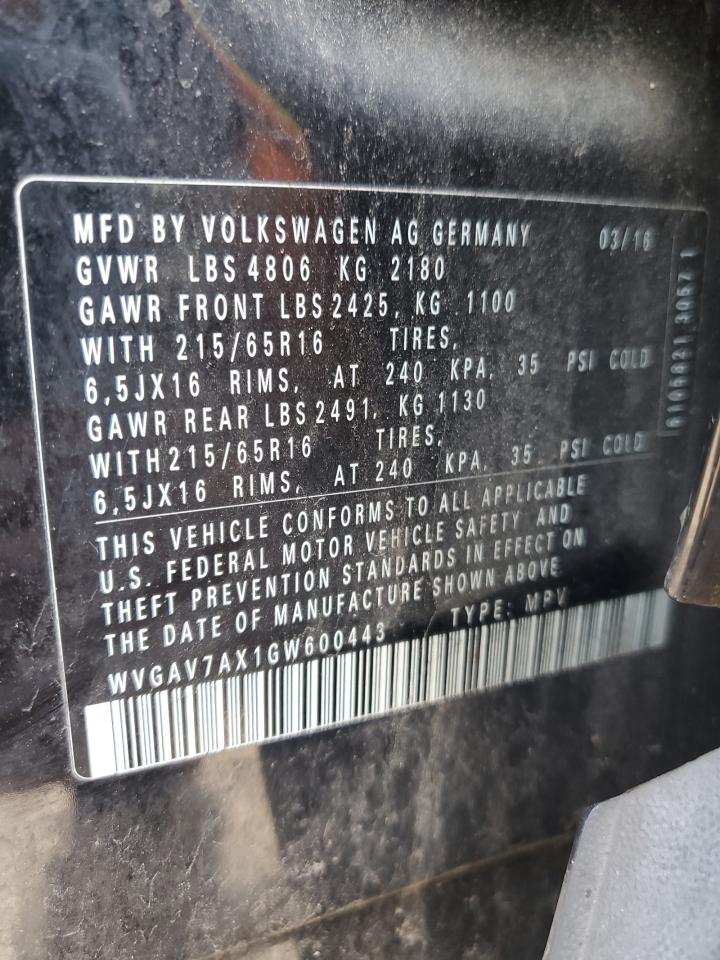 MFD BY VOLKSWAGEN AG GERMANY 03/16
GVWR LBS 4806 KG 2180
GAWR FRONT LBS 2425, KG 1100
WITH 215/65R16 TIRES,
6,5JX16 RIMS, AT 240 KPA, 35 PSI COLD
GAWR REAR LBS 2491, KG 1130
WITH 215/65R16 TIRES,
6,5JX16 RIMS, AT 240 KPA, 35 PSI COLD
THIS VEHICLE CONFORMS TO ALL APPLICABLE
U.S. FEDERAL MOTOR VEHICLE SAFETY AND
THEFT PREVENTION STANDARDS IN EFFECT ON
THE DATE OF MANUFACTURE SHOWN ABOVE
WVGAV7AX1GW600443 TYPE: MPV